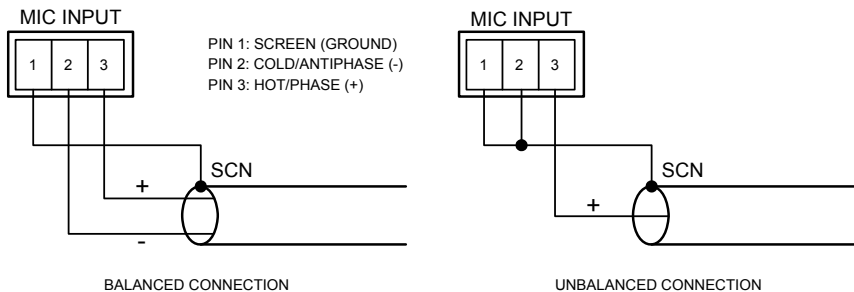 MIC INPUT
1 2 3
PIN 1: SCREEN (GROUND)
PIN 2: COLD/ANTIPHASE (-)
PIN 3: HOT/PHASE (+)
SCN
+
-
BALANCED CONNECTION
MIC INPUT
1 2 3
SCN
+
UNBALANCED CONNECTION